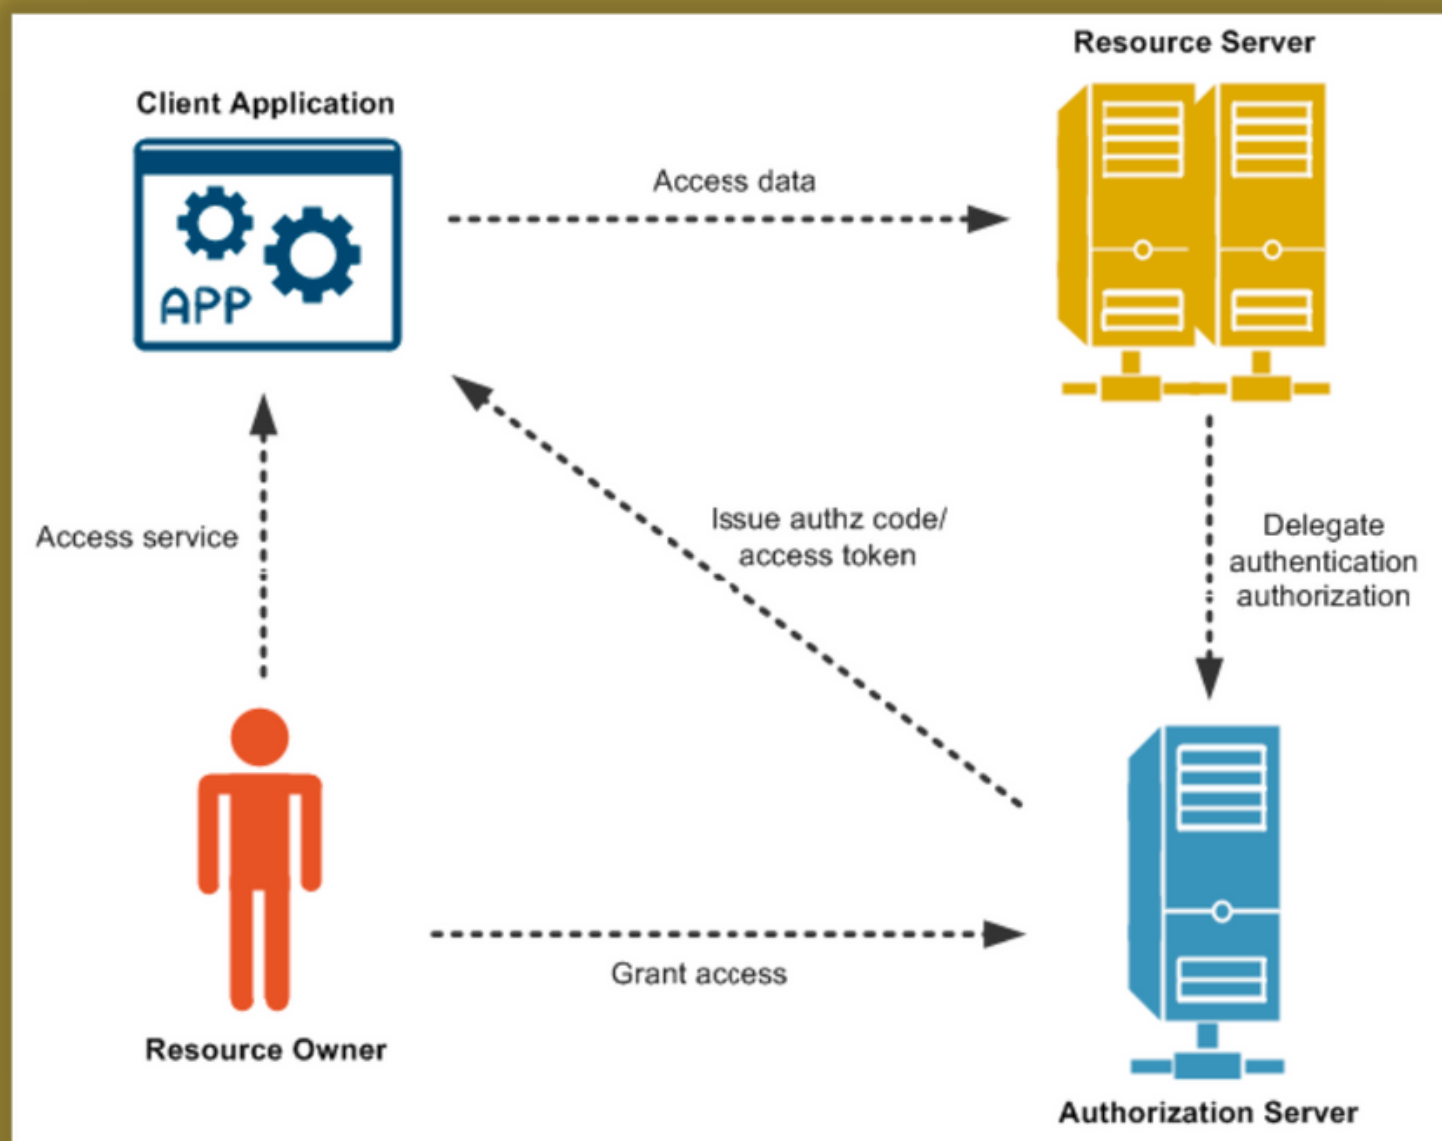 Resource Server
Client Application
Access data
APP
Issue authz code/
access token
Access service
Delegate
authentication
authorization
Grant access
Resource Owner
Authorization Server